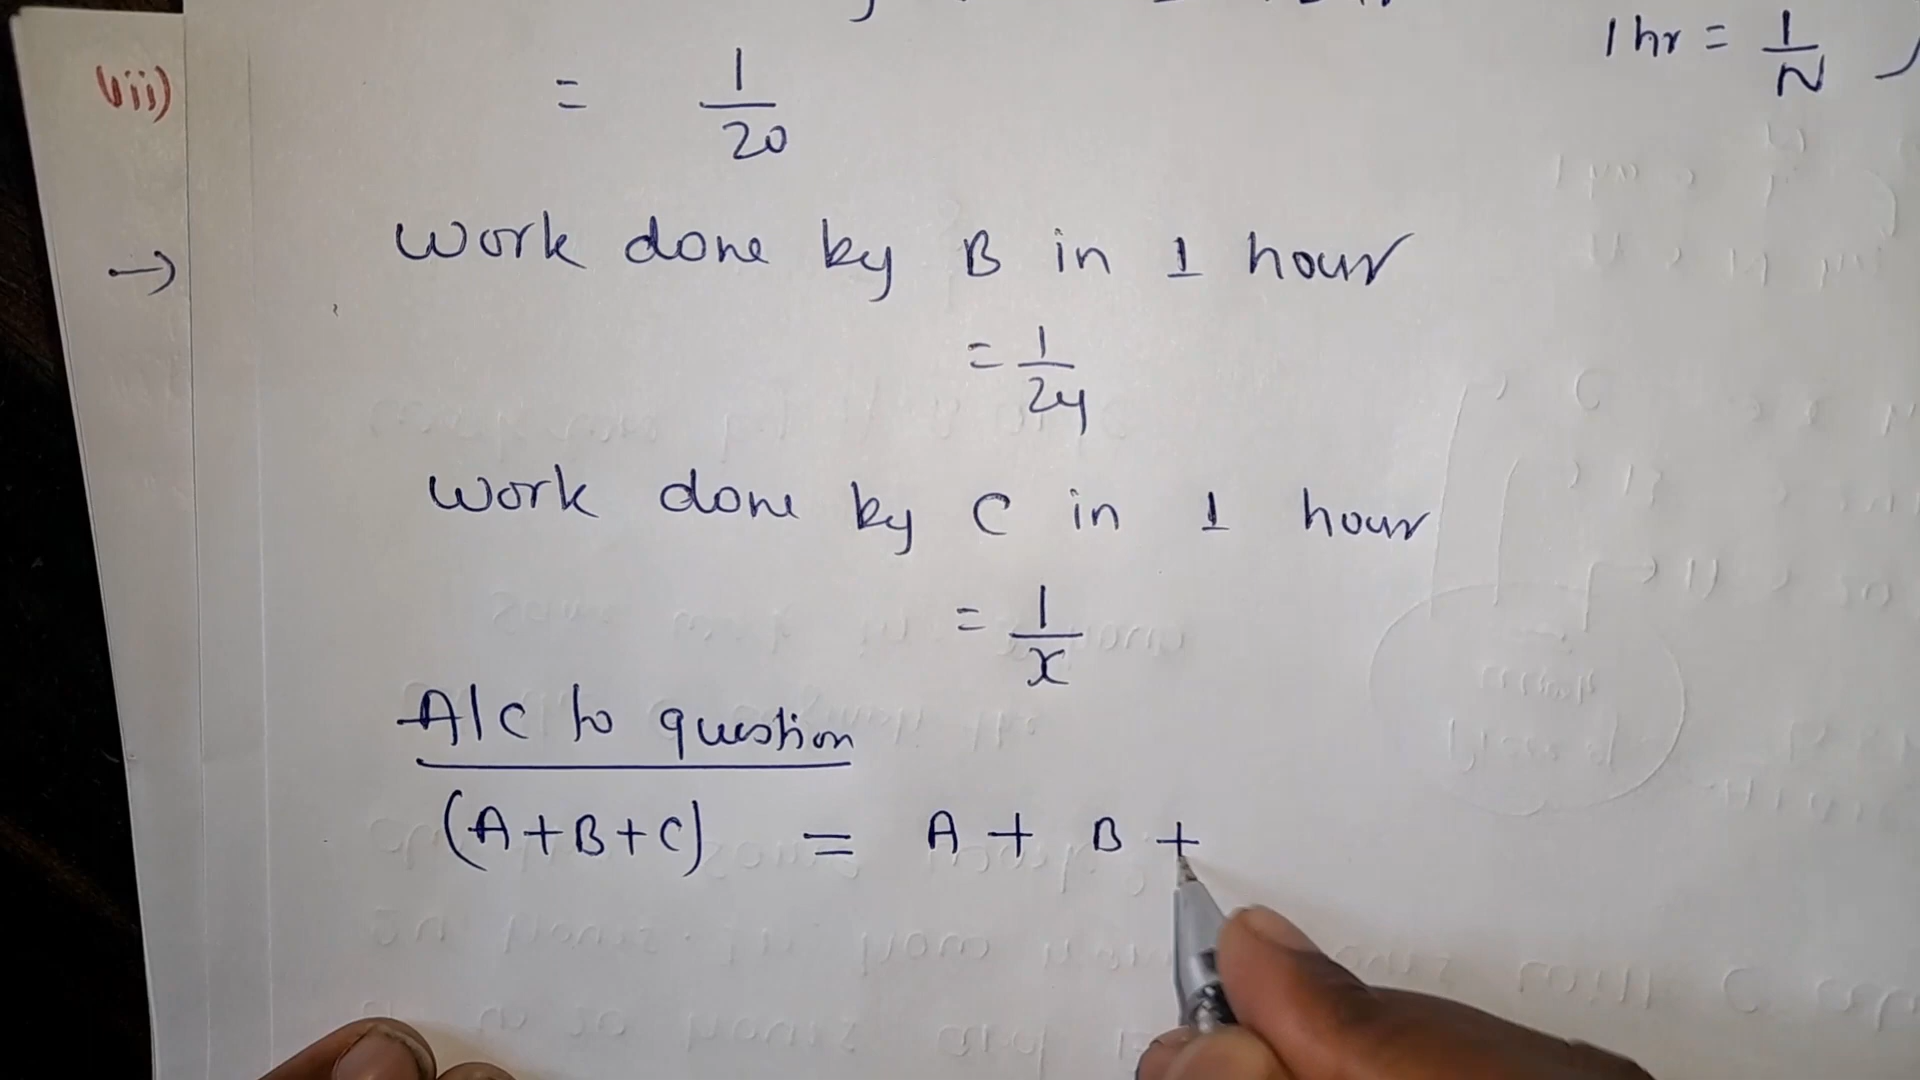 1 hr = 1/N
vii)
= 1/20
work done by B in 1 hour
→
= 1/24
work done by C in 1 hour
= 1/x
A/C to question
(A+B+C) = A + B +